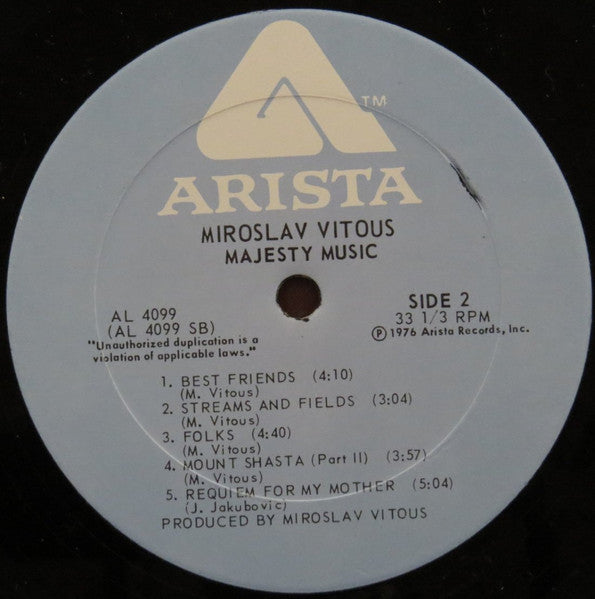 TM
ARISTA
MIROSLAV VITOUS
MAJESTY MUSIC
AL 4099
(AL 4099 SB)
"Unauthorized duplication is a
violation of applicable laws."
SIDE 2
33 1/3 RPM
Ⓟ 1976 Arista Records, Inc.
1. BEST FRIENDS (4:10)
(M. Vitous)
2. STREAMS AND FIELDS (3:04)
(M. Vitous)
3. FOLKS (4:40)
(M. Vitous)
4. MOUNT SHASTA (Part II) (3:57)
(M. Vitous)
5. REQUIEM FOR MY MOTHER (5:04)
(J. Jakubovic)
PRODUCED BY MIROSLAV VITOUS